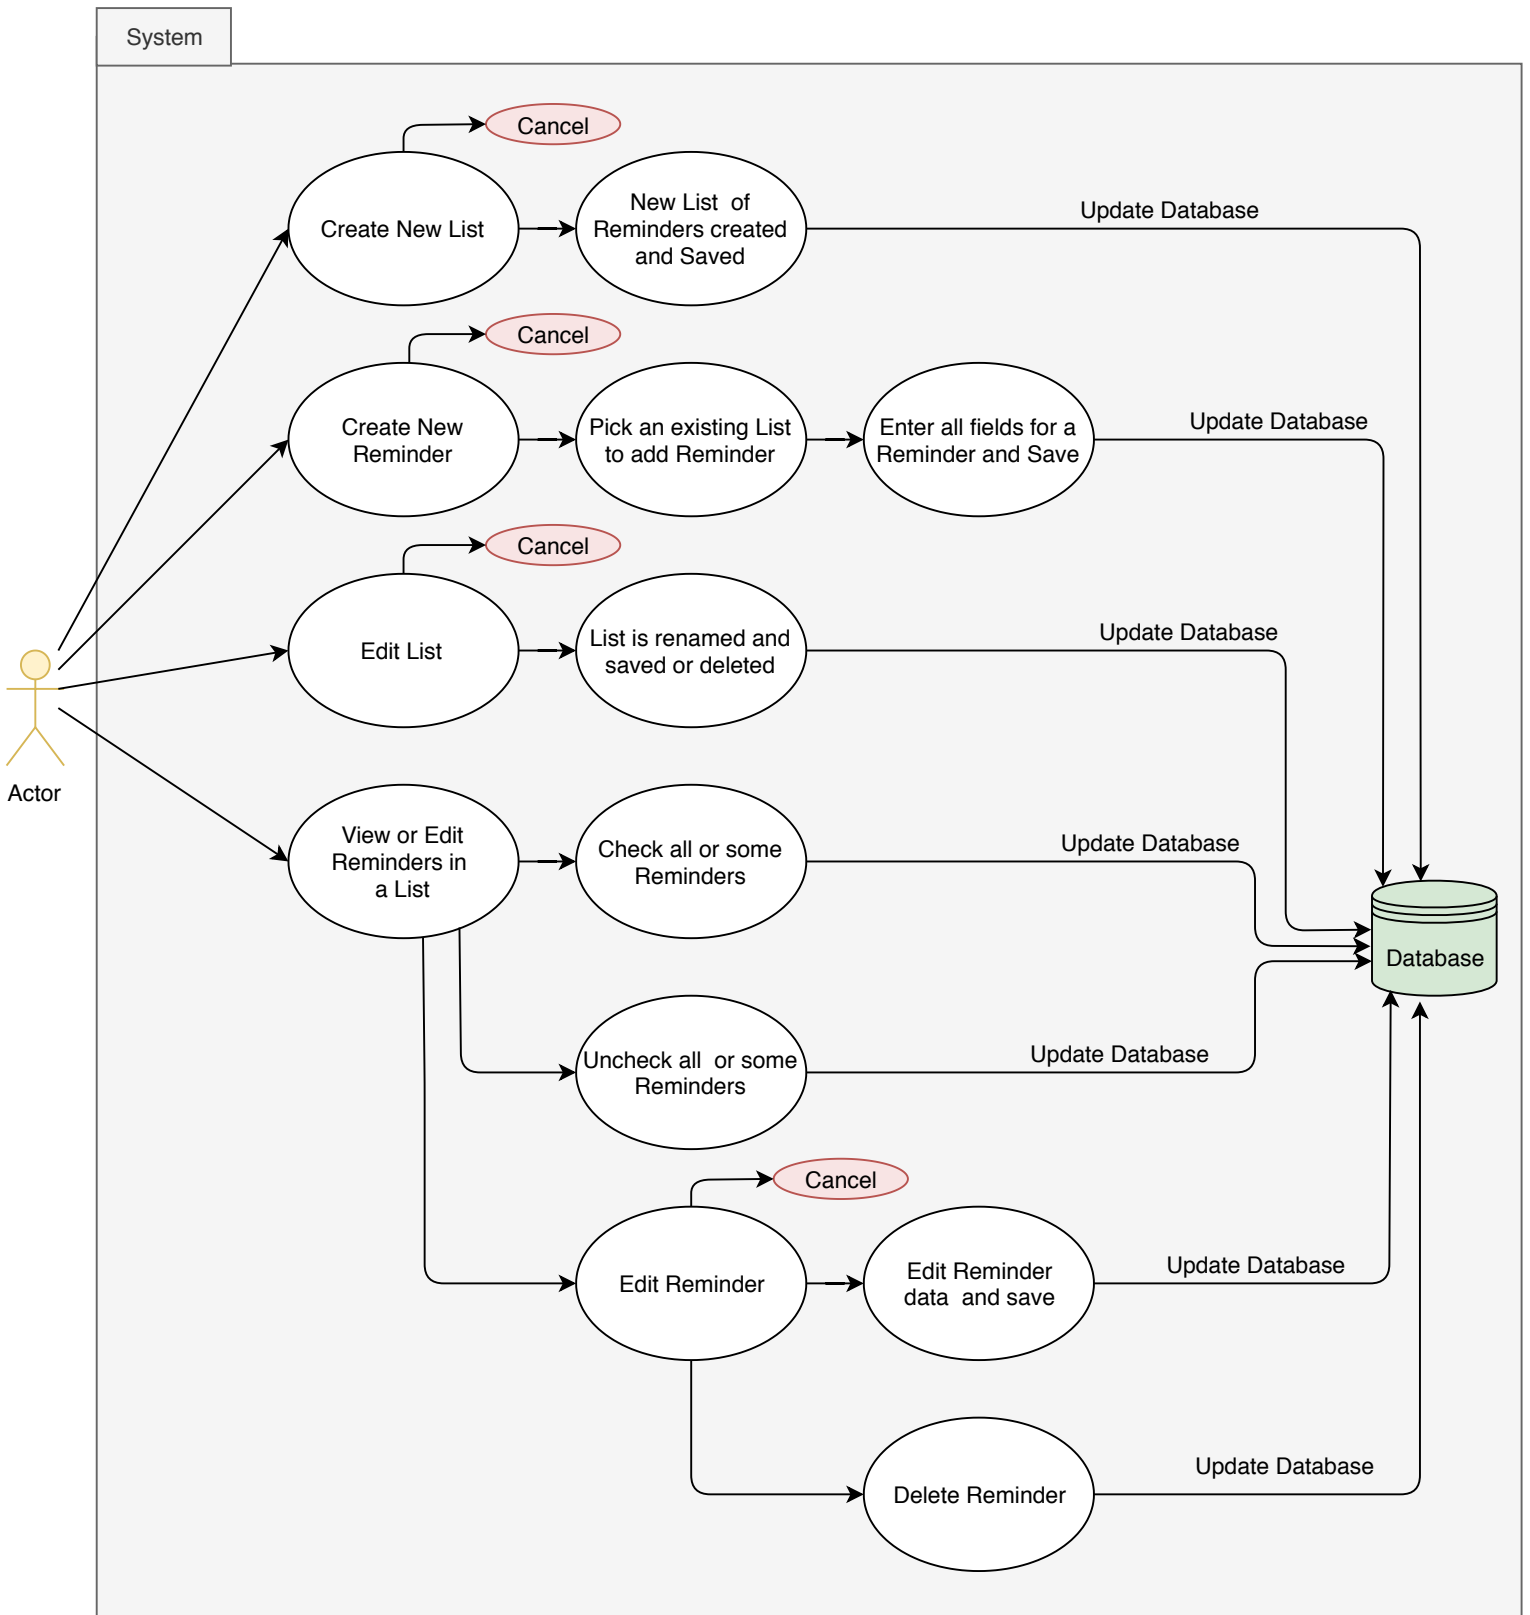 System
Cancel
Create New List
New List  of
Reminders created
and Saved
Update Database
Cancel
Create New
Reminder
Pick an existing List
to add Reminder
Enter all fields for a
Reminder and Save
Update Database
Cancel
Edit List
List is renamed and
saved or deleted
Update Database
Actor
View or Edit
Reminders in
a List
Check all or some
Reminders
Update Database
Database
Uncheck all  or some
Reminders
Update Database
Cancel
Edit Reminder
Edit Reminder
data  and save
Update Database
Delete Reminder
Update Database